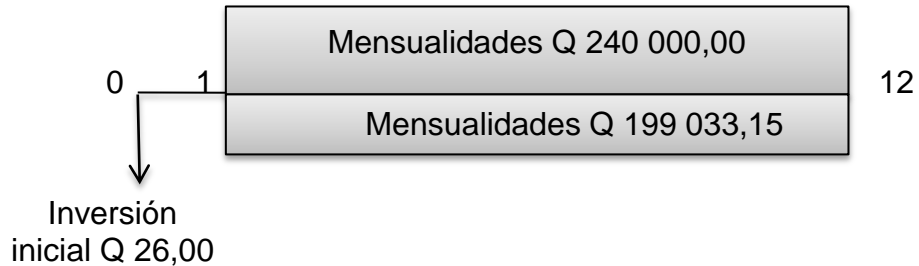 Mensualidades Q 240 000,00
0 1 12
Mensualidades Q 199 033,15
Inversión
inicial Q 26,00